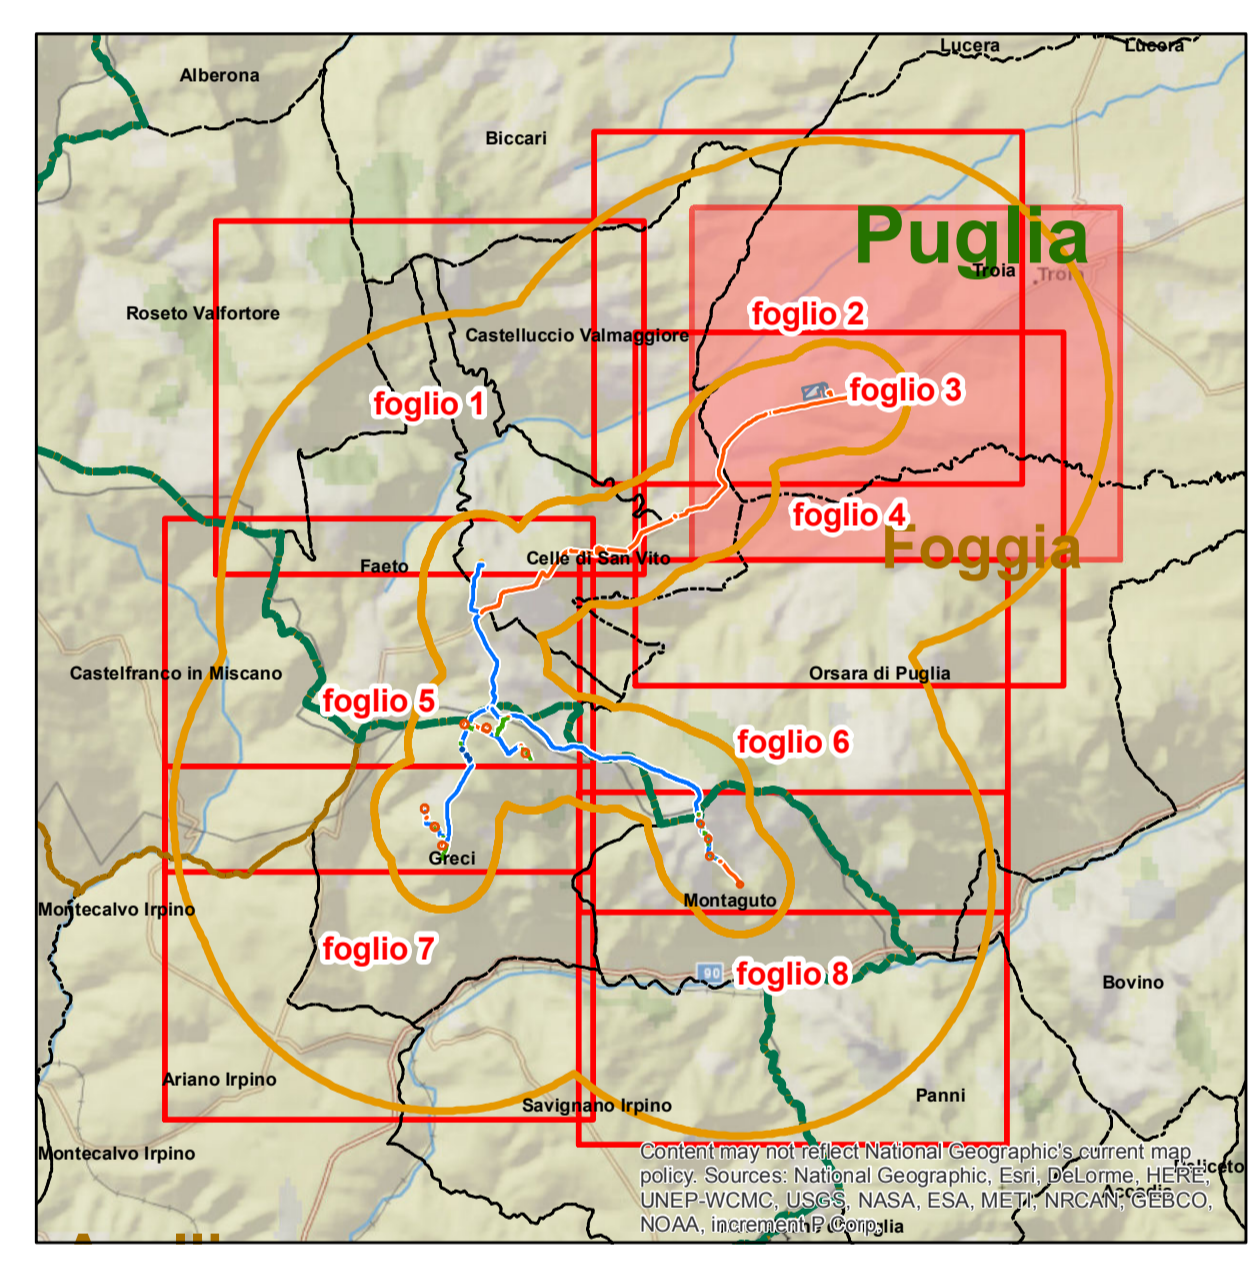 Lucera
Lucera
Alberona
Biccari
Puglia
Troia
Troia
Roseto Valfortore
foglio 2
Castelluccio Valmaggiore
foglio 1
foglio 3
foglio 4
Foggia
Celle di San Vito
Faeto
Castelfranco in Miscano
Orsara di Puglia
foglio 5
foglio 6
Greci
Montaguto
Montecalvo Irpino
foglio 7
90
foglio 8
Bovino
Ariano Irpino
Savignano Irpino
Panni
Montecalvo Irpino
Content may not reflect National Geographic's current map
policy. Sources: National Geographic, Esri, DeLorme, HERE,
UNEP-WCMC, USGS, NASA, ESA, METI, NRCAN, GEBCO,
NOAA, increment P Corp.
Deliceto
Accadia